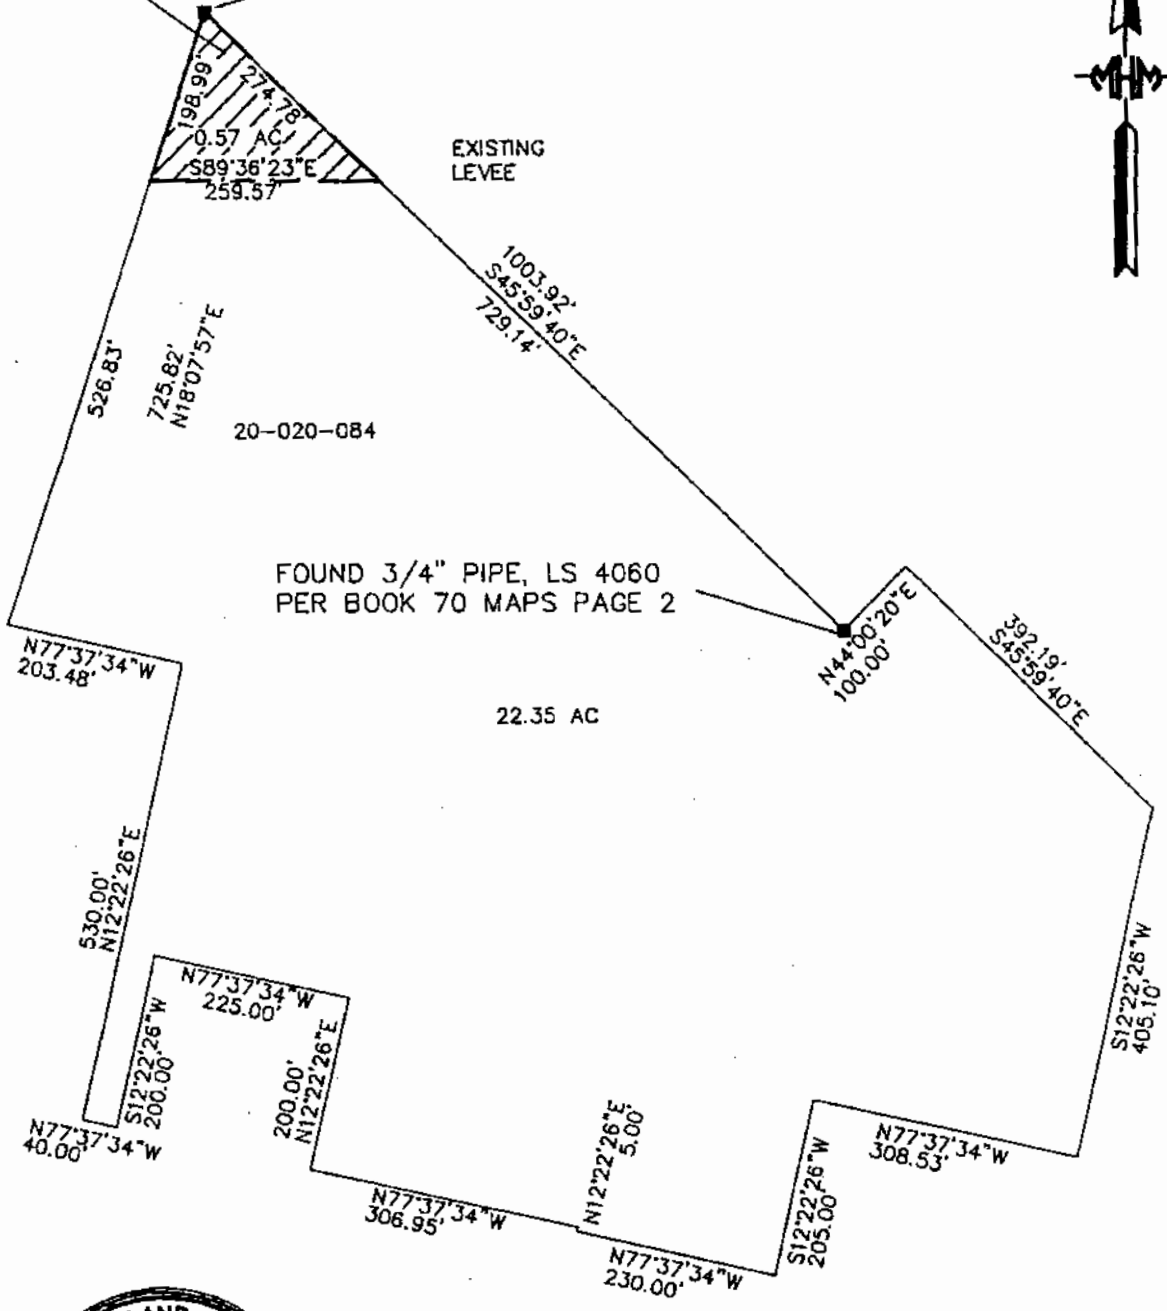 198.99'
274.78'
0.57 AC
S89°36'23"E
259.57'
EXISTING
LEVEE
1003.92'
S45°59'40"E
729.14'
526.83'
725.82'
N18°07'57"E
20-020-084
FOUND 3/4" PIPE, LS 4060
PER BOOK 70 MAPS PAGE 2
N44°00'20"E
100.00'
392.19'
S45°59'40"E
N77°37'34"W
203.48'
22.35 AC
530.00'
N12°22'26"E
N77°37'34"W
225.00'
S12°22'26"W
200.00'
200.00'
N12°22'26"E
S12°22'26"W
405.10'
N77°37'34"W
40.00'
N12°22'26"E
5.00'
N77°37'34"W
308.53'
S12°22'26"W
205.00'
N77°37'34"W
306.95'
N77°37'34"W
230.00'
LAND